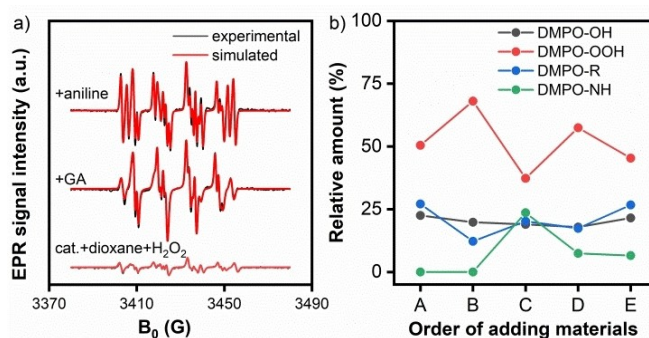 a)
EPR signal intensity (a.u.)
experimental
simulated
+aniline
+GA
cat.+dioxane+H₂O₂
3370
3410
3450
3490
B₀ (G)
b)
Relative amount (%)
100
75
50
25
0
DMPO-OH
DMPO-OOH
DMPO-R
DMPO-NH
A
B
C
D
E
Order of adding materials